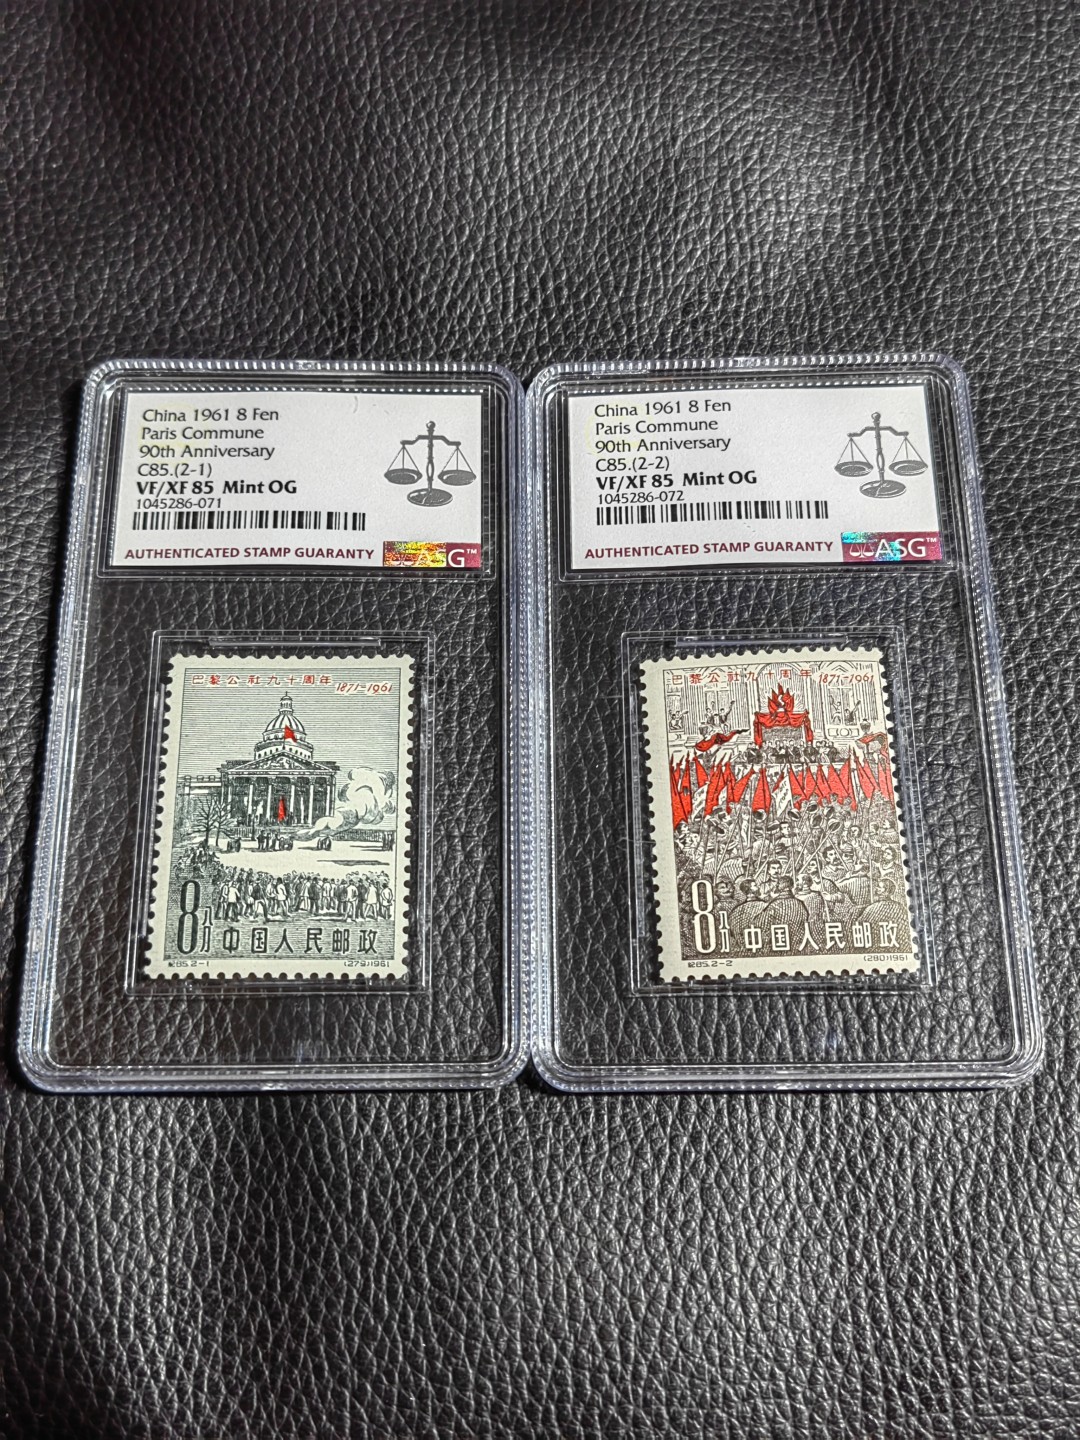 China 1961 8 Fen
Paris Commune
90th Anniversary
C85.(2-1)
VF/XF 85 Mint OG
1045286-071
AUTHENTICATED STAMP GUARANTY
ASG™
巴黎公社九十周年
1871-1961
8分
中国人民邮政
纪85.2-1
(279)1961
China 1961 8 Fen
Paris Commune
90th Anniversary
C85.(2-2)
VF/XF 85 Mint OG
1045286-072
AUTHENTICATED STAMP GUARANTY
ASG™
巴黎公社九十周年
1871-1961
8分
中国人民邮政
纪85.2-2
(280)1961